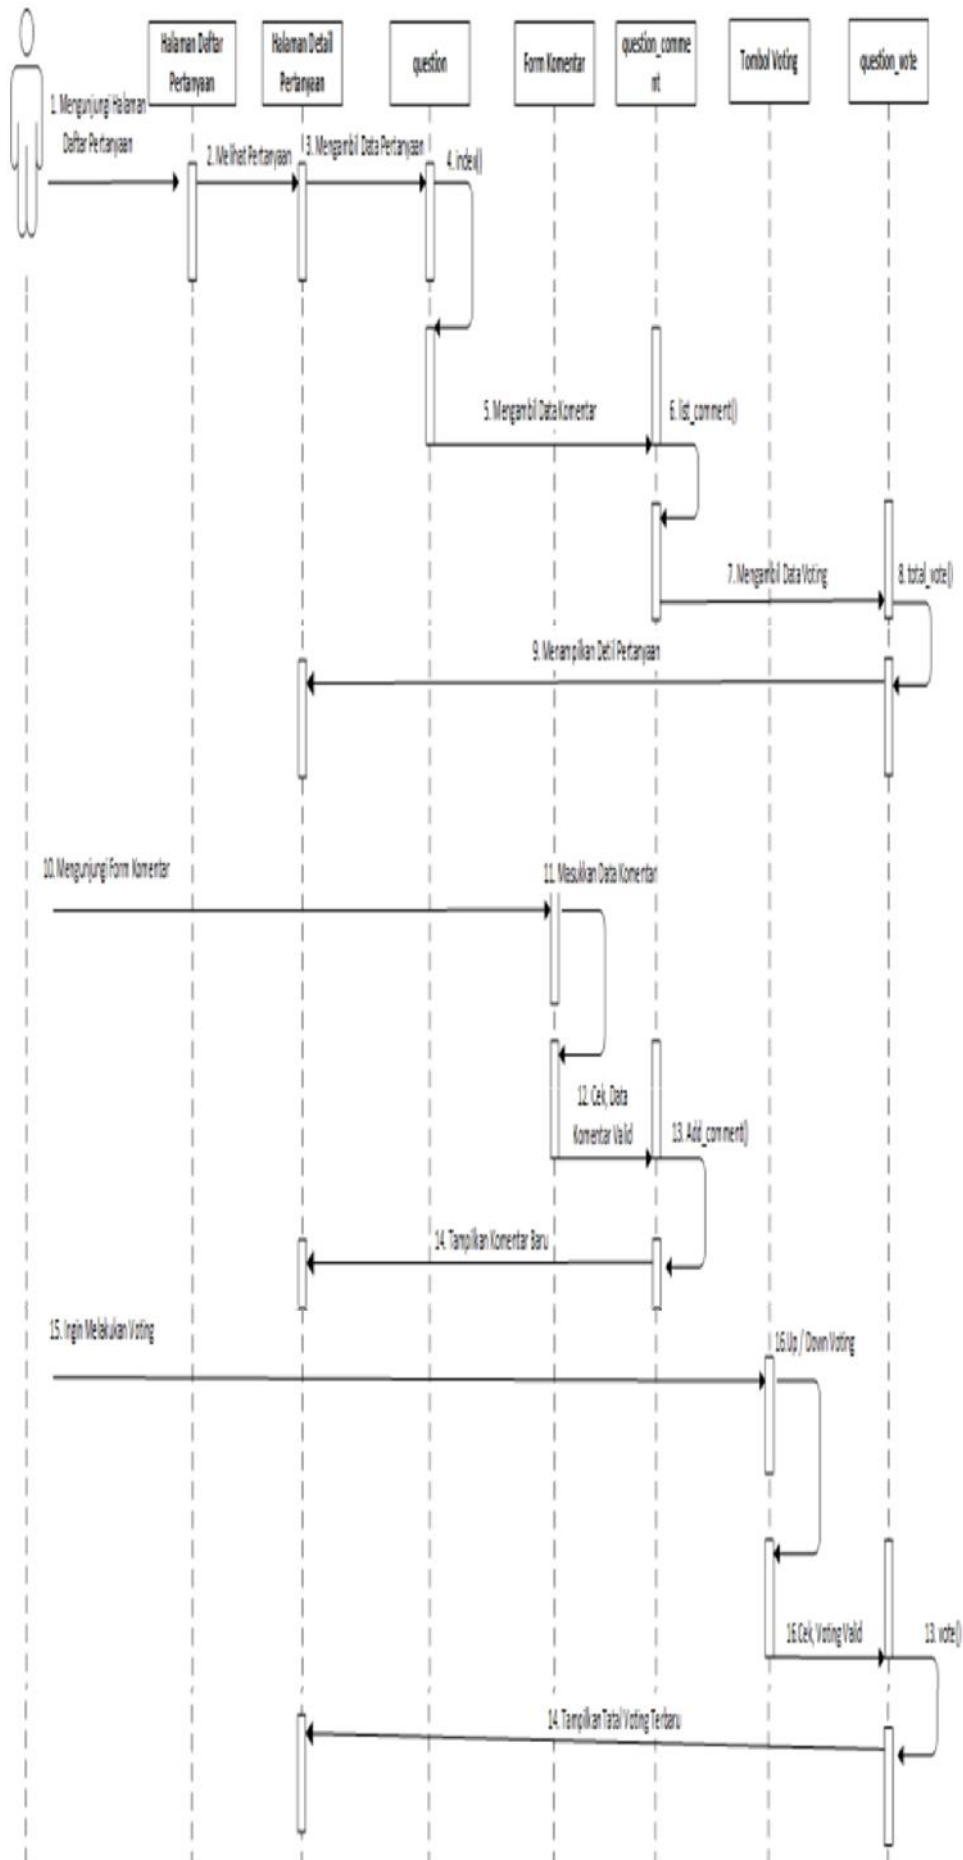 Halaman Daftar
Pertanyaan
Halaman Detail
Pertanyaan
question
Form Komentar
question_comme
nt
Tombol Voting
question_vote
1. Mengunjungi Halaman
Daftar Pertanyaan
2. Melihat Pertanyaan
3. Mengambil Data Pertanyaan
4. index()
5. Mengambil Data Komentar
6. list_comment()
7. Mengambil Data Voting
8. total_vote()
9. Menampilkan Detil Pertanyaan
10. Mengunjungi Form Komentar
11. Masukkan Data Komentar
12. Cek, Data
Komentar Valid
13. Add_comment()
14. Tampilkan Komentar Baru
15. Ingin Melakukan Voting
16.Up / Down Voting
16.Cek, Voting Valid
13. vote()
14. Tampilkan Tatal Voting Terbaru